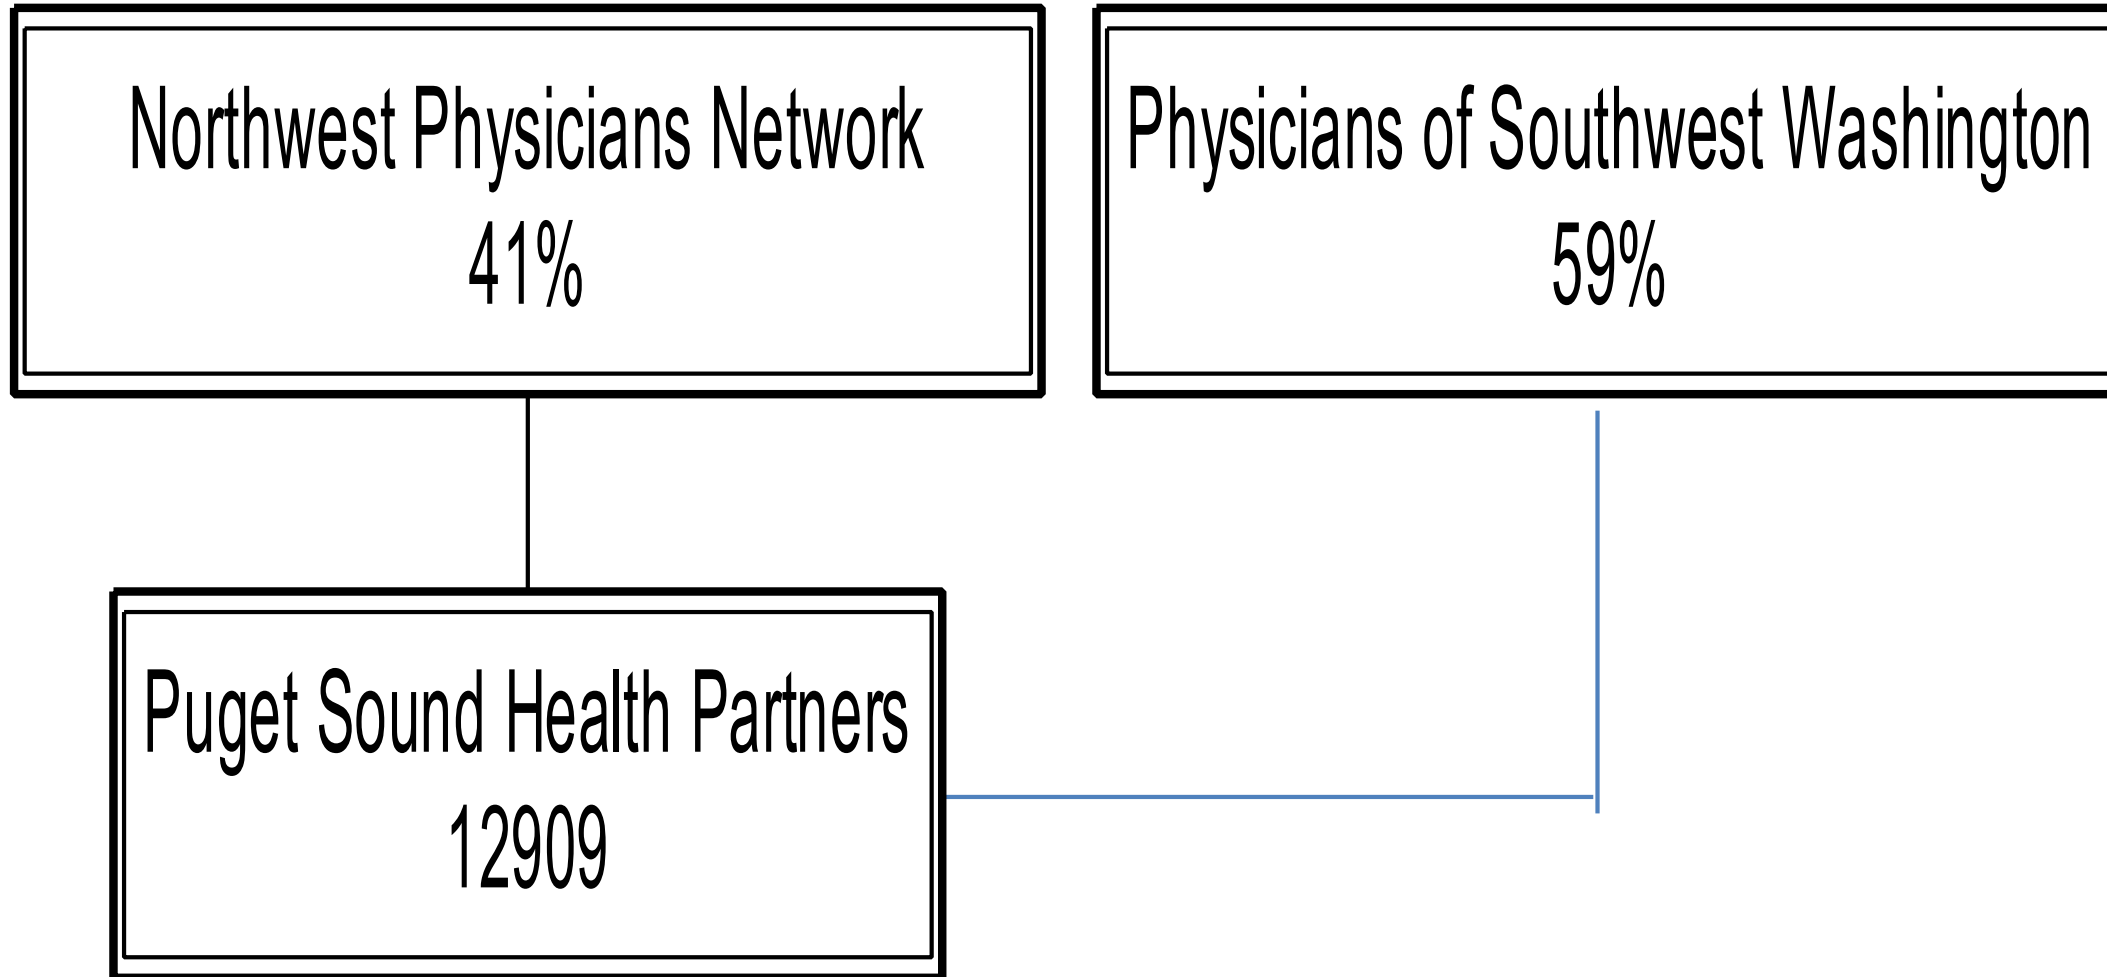 Northwest Physicians Network
41%
Physicians of Southwest Washington
59%
Puget Sound Health Partners
12909